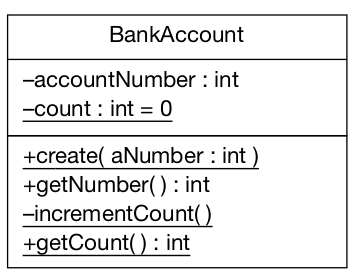 BankAccount
–accountNumber : int
–count : int = 0
+create( aNumber : int )
+getNumber( ) : int
–incrementCount( )
+getCount( ) : int